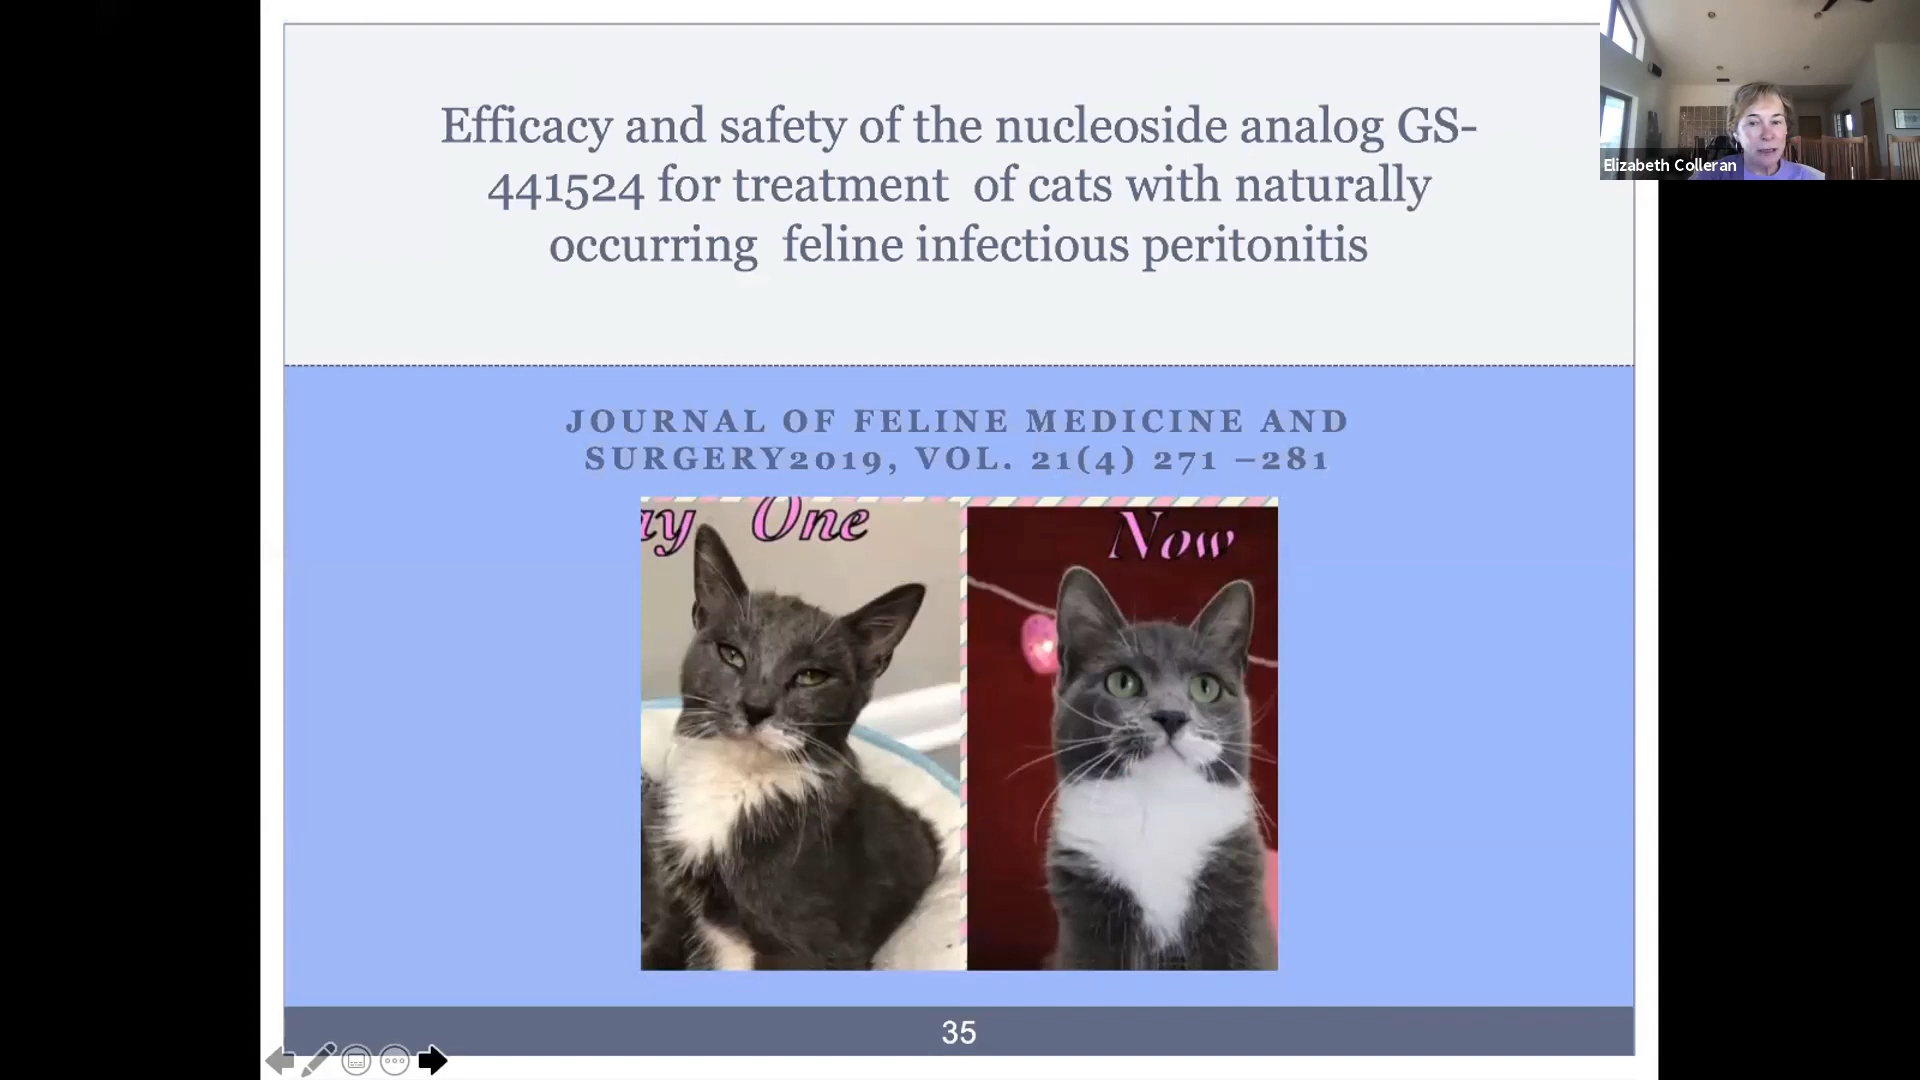 Efficacy and safety of the nucleoside analog GS-
441524 for treatment of cats with naturally
occurring feline infectious peritonitis
Elizabeth Colleran
JOURNAL OF FELINE MEDICINE AND
SURGERY2019, VOL. 21(4) 271 –281
ay One
Now
35